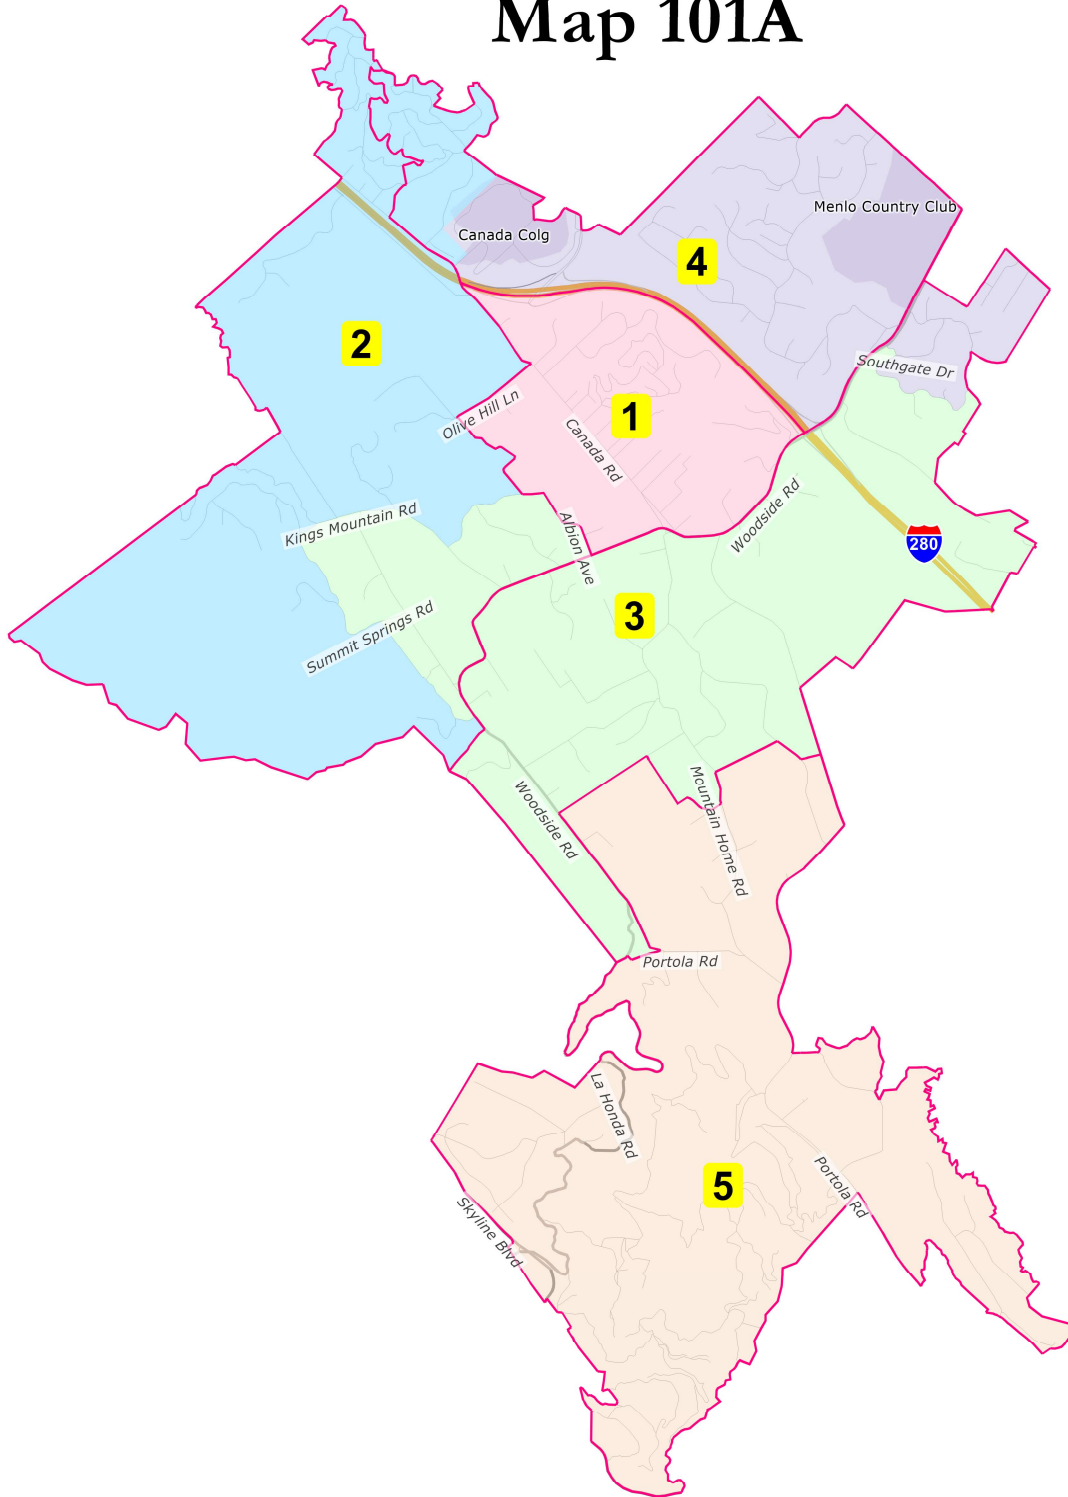 Map 101A
Menlo Country Club
Canada Colg
4
2
Southgate Dr
Olive Hill Ln
1
Canada Rd
Kings Mountain Rd
Woodside Rd
Albion Ave
280
Summit Springs Rd
3
Woodside Rd
Mountain Home Rd
Portola Rd
La Honda Rd
Portola Rd
5
Skyline Blvd